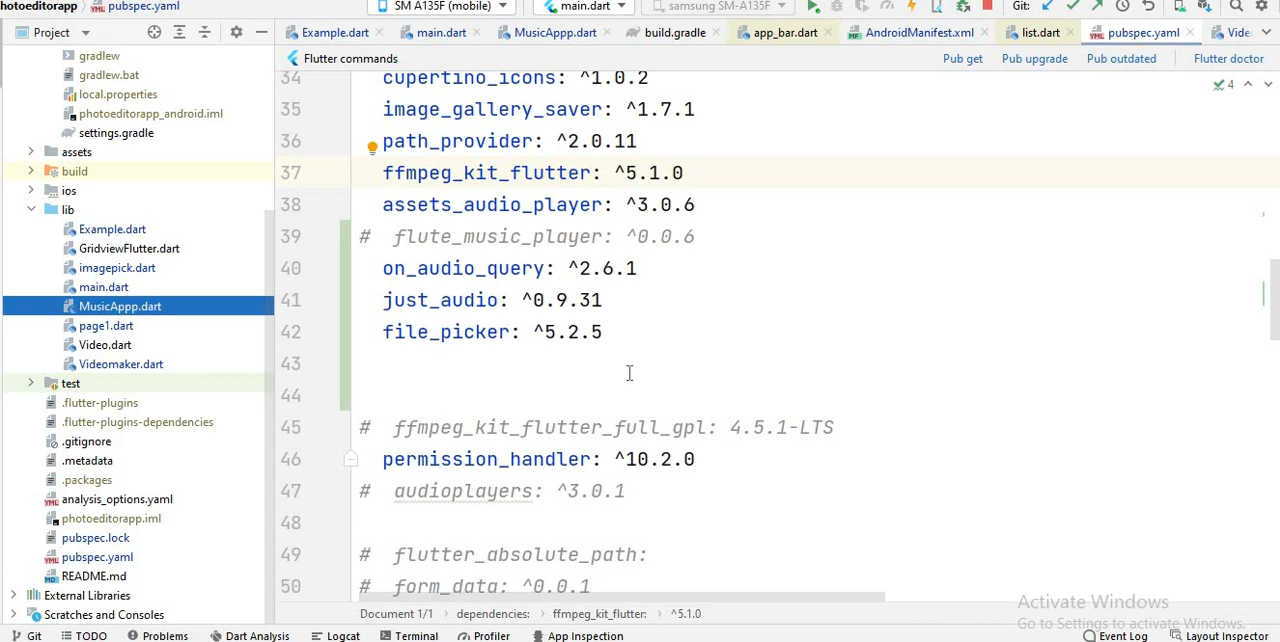 hotoeditorapp pubspec.yaml SM A135F (mobile) main.dart samsung SM-A135F Git:
Project Example.dart main.dart MusicAppp.dart build.gradle app_bar.dart AndroidManifest.xml list.dart pubspec.yaml Vide
Flutter commands Pub get Pub upgrade Pub outdated Flutter doctor
gradlew
gradlew.bat
local.properties
photoeditorapp_android.iml
settings.gradle
assets
build
ios
lib
Example.dart
GridviewFlutter.dart
imagepick.dart
main.dart
MusicAppp.dart
page1.dart
Video.dart
Videomaker.dart
test
.flutter-plugins
.flutter-plugins-dependencies
.gitignore
.metadata
.packages
analysis_options.yaml
photoeditorapp.iml
pubspec.lock
pubspec.yaml
README.md
External Libraries
Scratches and Consoles
34 cupertino_icons: ^1.0.2
4
35 image_gallery_saver: ^1.7.1
36 path_provider: ^2.0.11
37 ffmpeg_kit_flutter: ^5.1.0
38 assets_audio_player: ^3.0.6
39 # flute_music_player: ^0.0.6
40 on_audio_query: ^2.6.1
41 just_audio: ^0.9.31
42 file_picker: ^5.2.5
43
44
45 # ffmpeg_kit_flutter_full_gpl: 4.5.1-LTS
46 permission_handler: ^10.2.0
47 # audioplayers: ^3.0.1
48
49 # flutter_absolute_path:
50 # form_data: ^0.0.1
Activate Windows
Go to Settings to activate Windows.
Document 1/1 dependencies: ffmpeg_kit_flutter: ^5.1.0
Git TODO Problems Dart Analysis Logcat Terminal Profiler App Inspection Event Log Layout Inspector